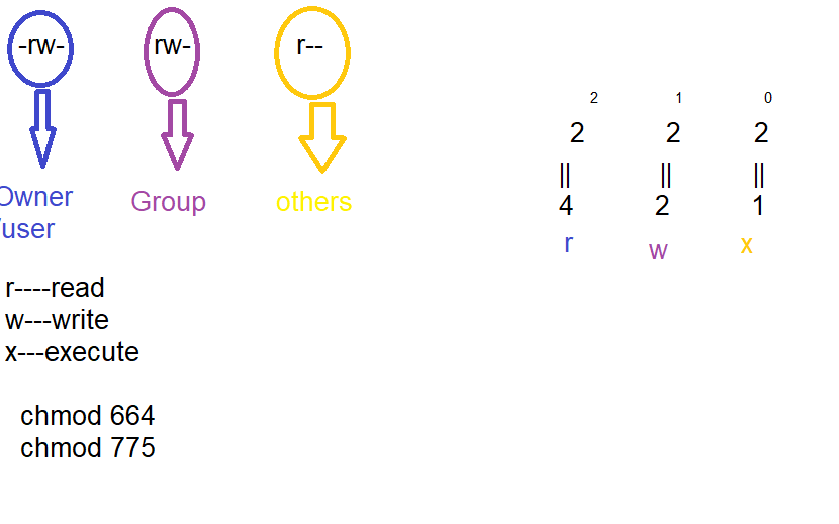 -rw- rw- r--
Owner Group others
/user
r----read
w---write
x---execute
chmod 664
chmod 775
2 1 0
2 2 2
|| || ||
4 2 1
r w x